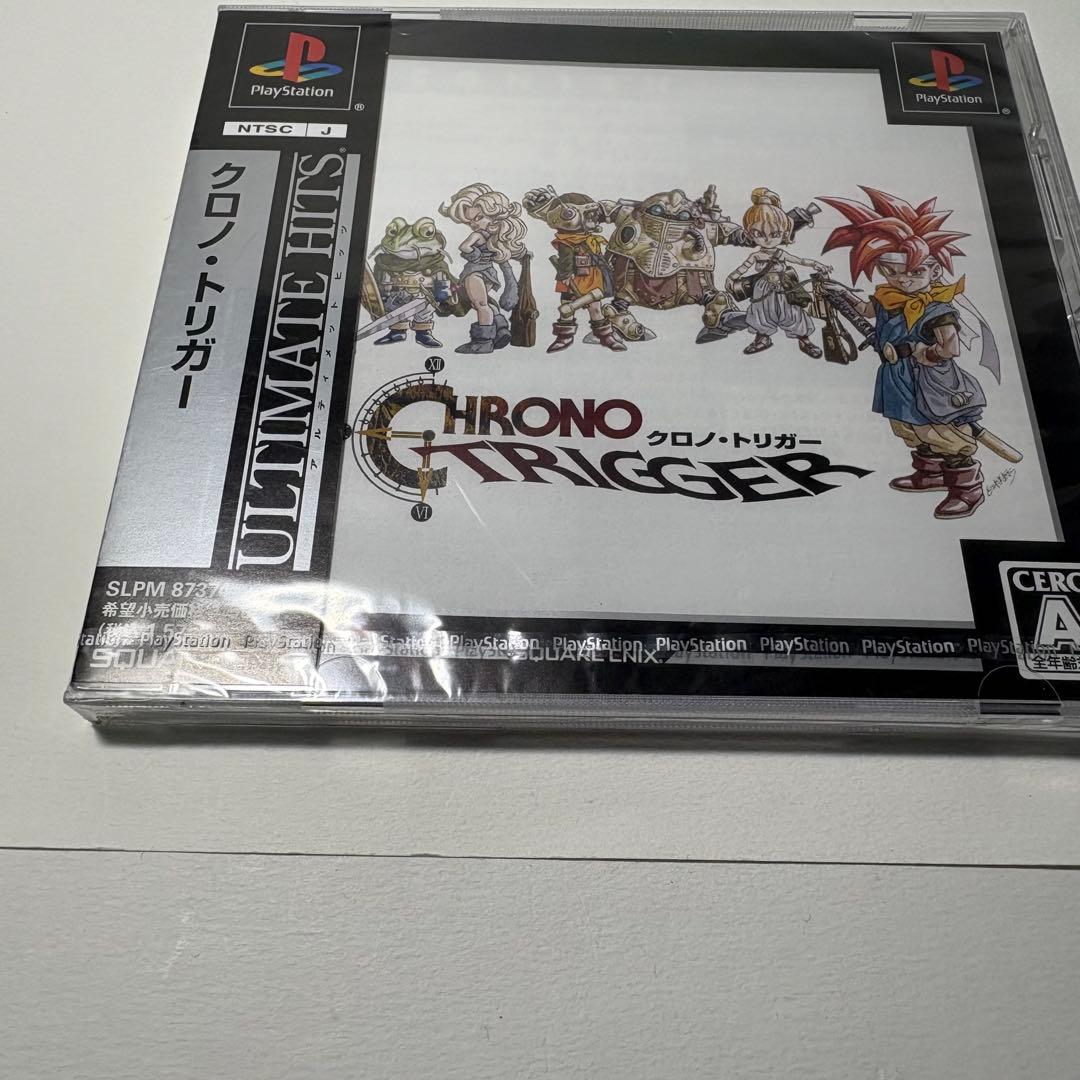 PlayStation
NTSC J
クロノ・トリガー
ULTIMATE HITS
アルティメットヒッツ
SLPM 8737
希望小売価
SQUA
PlayStation
XII
CHRONO
TRIGGER
クロノ・トリガー
VI
PlayStation PlayStation PlayStation PlayStation PlayStation PlayStation PlayStation PlayStation
SQUARE ENIX.
CERO
A
全年齢